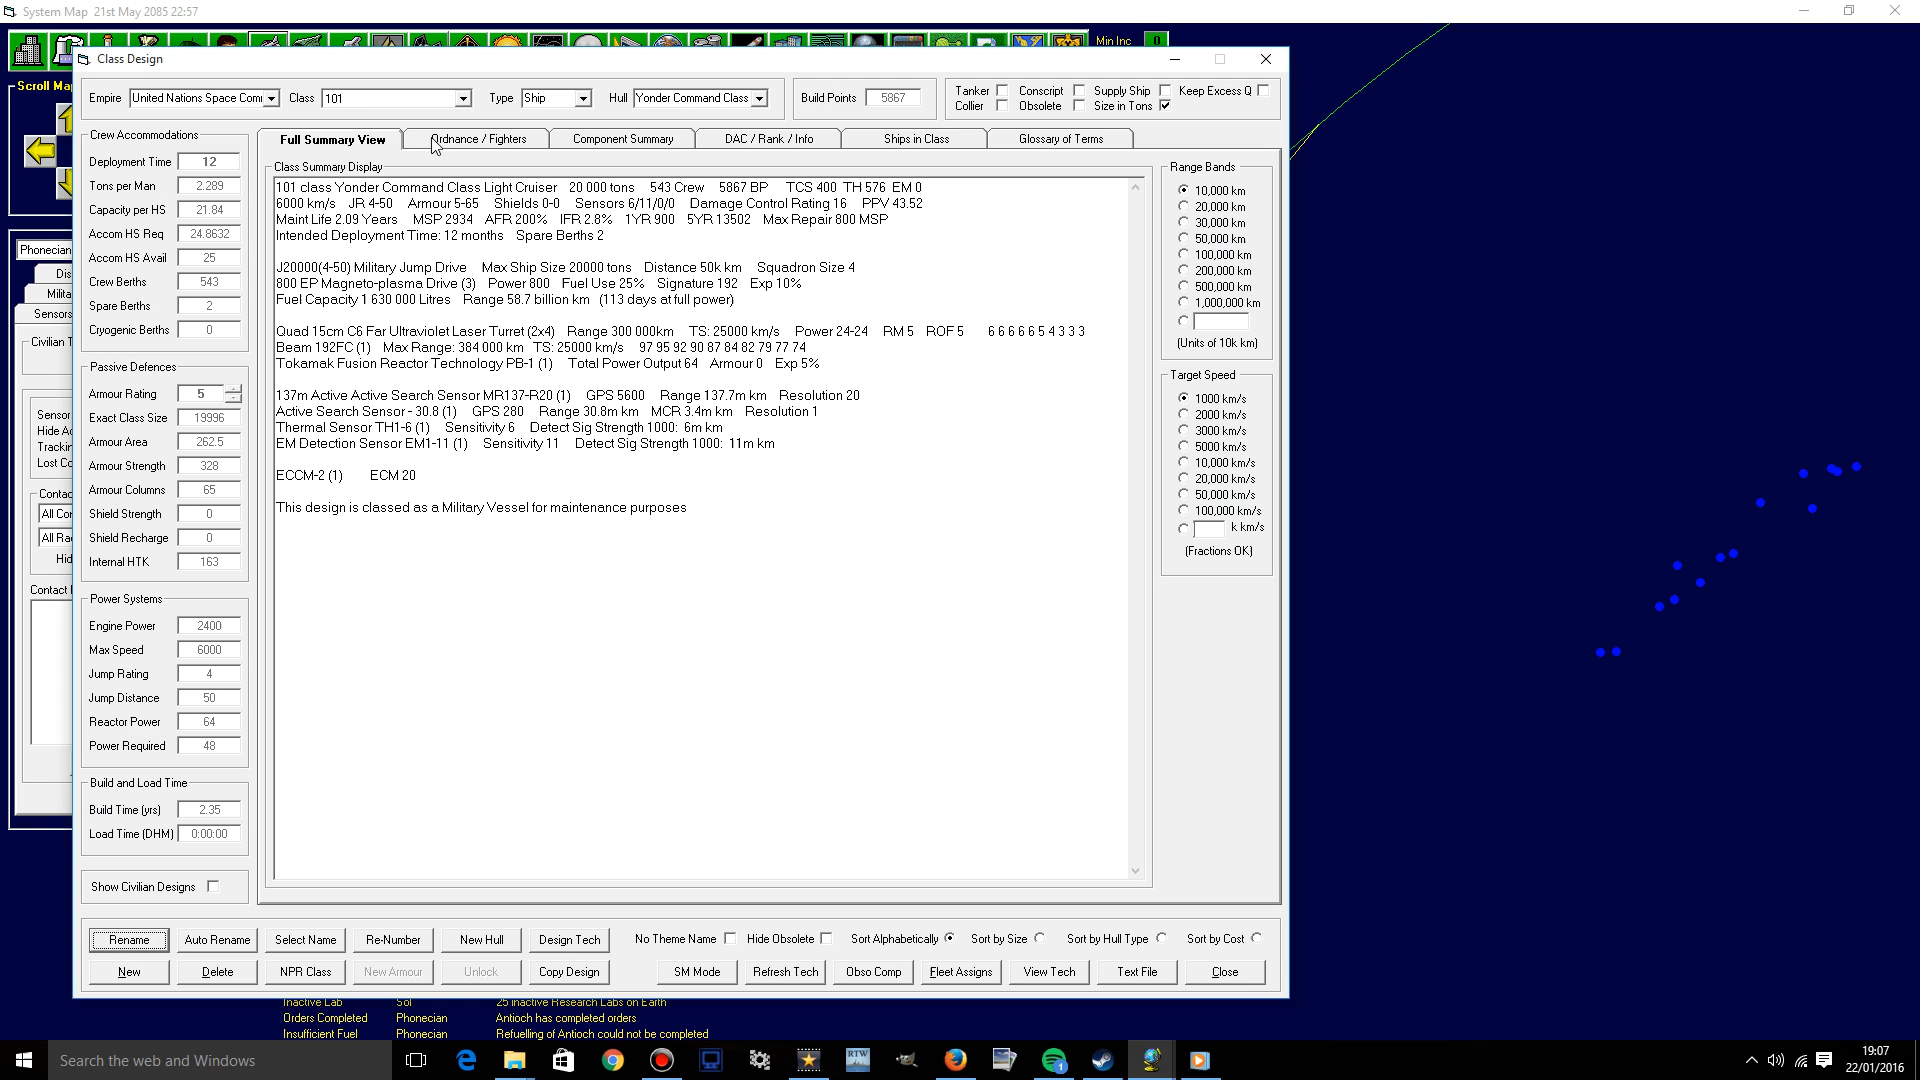 System Map  21st May 2085 22:57
Min Inc  0
Scroll Ma
Class Design
Empire  United Nations Space Com  Class  101  Type  Ship  Hull  Yonder Command Class  Build Points  5867
Tanker  Conscript  Supply Ship  Keep Excess Q
Collier  Obsolete  Size in Tons
Phonecian
Dis
Milita
Sensors
Civilian T
Sensor
Hide Ac
Trackin
Lost Co
Contac
All Con
All Ra
Hid
Contact
Crew Accommodations
Deployment Time  12
Tons per Man  2.289
Capacity per HS  21.84
Accom HS Req  24.8632
Accom HS Avail  25
Crew Berths  543
Spare Berths  2
Cryogenic Berths  0
Passive Defences
Armour Rating  5
Exact Class Size  19996
Armour Area  262.5
Armour Strength  328
Armour Columns  65
Shield Strength  0
Shield Recharge  0
Internal HTK  163
Power Systems
Engine Power  2400
Max Speed  6000
Jump Rating  4
Jump Distance  50
Reactor Power  64
Power Required  48
Build and Load Time
Build Time (yrs)  2.35
Load Time (DHM)  0:00:00
Show Civilian Designs
Full Summary View  Ordnance / Fighters  Component Summary  DAC / Rank / Info  Ships in Class  Glossary of Terms
Class Summary Display
101 class Yonder Command Class Light Cruiser    20 000 tons    543 Crew    5867 BP    TCS 400  TH 576  EM 0
6000 km/s    JR 4-50    Armour 5-65    Shields 0-0    Sensors 6/11/0/0    Damage Control Rating 16    PPV 43.52
Maint Life 2.09 Years    MSP 2934    AFR 200%    IFR 2.8%    1YR 900    5YR 13502    Max Repair 800 MSP
Intended Deployment Time: 12 months    Spare Berths 2
J20000(4-50) Military Jump Drive    Max Ship Size 20000 tons    Distance 50k km    Squadron Size 4
800 EP Magneto-plasma Drive (3)    Power 800    Fuel Use 25%    Signature 192    Exp 10%
Fuel Capacity 1 630 000 Litres    Range 58.7 billion km   (113 days at full power)
Quad 15cm C6 Far Ultraviolet Laser Turret (2x4)    Range 300 000km    TS: 25000 km/s    Power 24-24    RM 5    ROF 5    6 6 6 6 6 5 4 3 3 3
Beam 192FC (1)    Max Range: 384 000 km   TS: 25000 km/s    97 95 92 90 87 84 82 79 77 74
Tokamak Fusion Reactor Technology PB-1 (1)    Total Power Output 64    Armour 0    Exp 5%
137m Active Active Search Sensor MR137-R20 (1)    GPS 5600    Range 137.7m km    Resolution 20
Active Search Sensor - 30.8 (1)    GPS 280    Range 30.8m km    MCR 3.4m km    Resolution 1
Thermal Sensor TH1-6 (1)    Sensitivity 6    Detect Sig Strength 1000:  6m km
EM Detection Sensor EM1-11 (1)    Sensitivity 11    Detect Sig Strength 1000:  11m km
ECCM-2 (1)    ECM 20
This design is classed as a Military Vessel for maintenance purposes
Range Bands
10,000 km
20,000 km
30,000 km
50,000 km
100,000 km
200,000 km
500,000 km
1,000,000 km
(Units of 10k km)
Target Speed
1000 km/s
2000 km/s
3000 km/s
5000 km/s
10,000 km/s
20,000 km/s
50,000 km/s
100,000 km/s
k km/s
(Fractions OK)
Rename  Auto Rename  Select Name  Re-Number  New Hull  Design Tech  No Theme Name  Hide Obsolete  Sort Alphabetically  Sort by Size  Sort by Hull Type  Sort by Cost
New  Delete  NPR Class  New Armour  Unlock  Copy Design  SM Mode  Refresh Tech  Obso Comp  Fleet Assigns  View Tech  Text File  Close
Inactive Lab  Sol  25 inactive Research Labs on Earth
Orders Completed  Phonecian  Antioch has completed orders
Insufficient Fuel  Phonecian  Refuelling of Antioch could not be completed
Search the web and Windows
RTW
1
19:07
22/01/2016